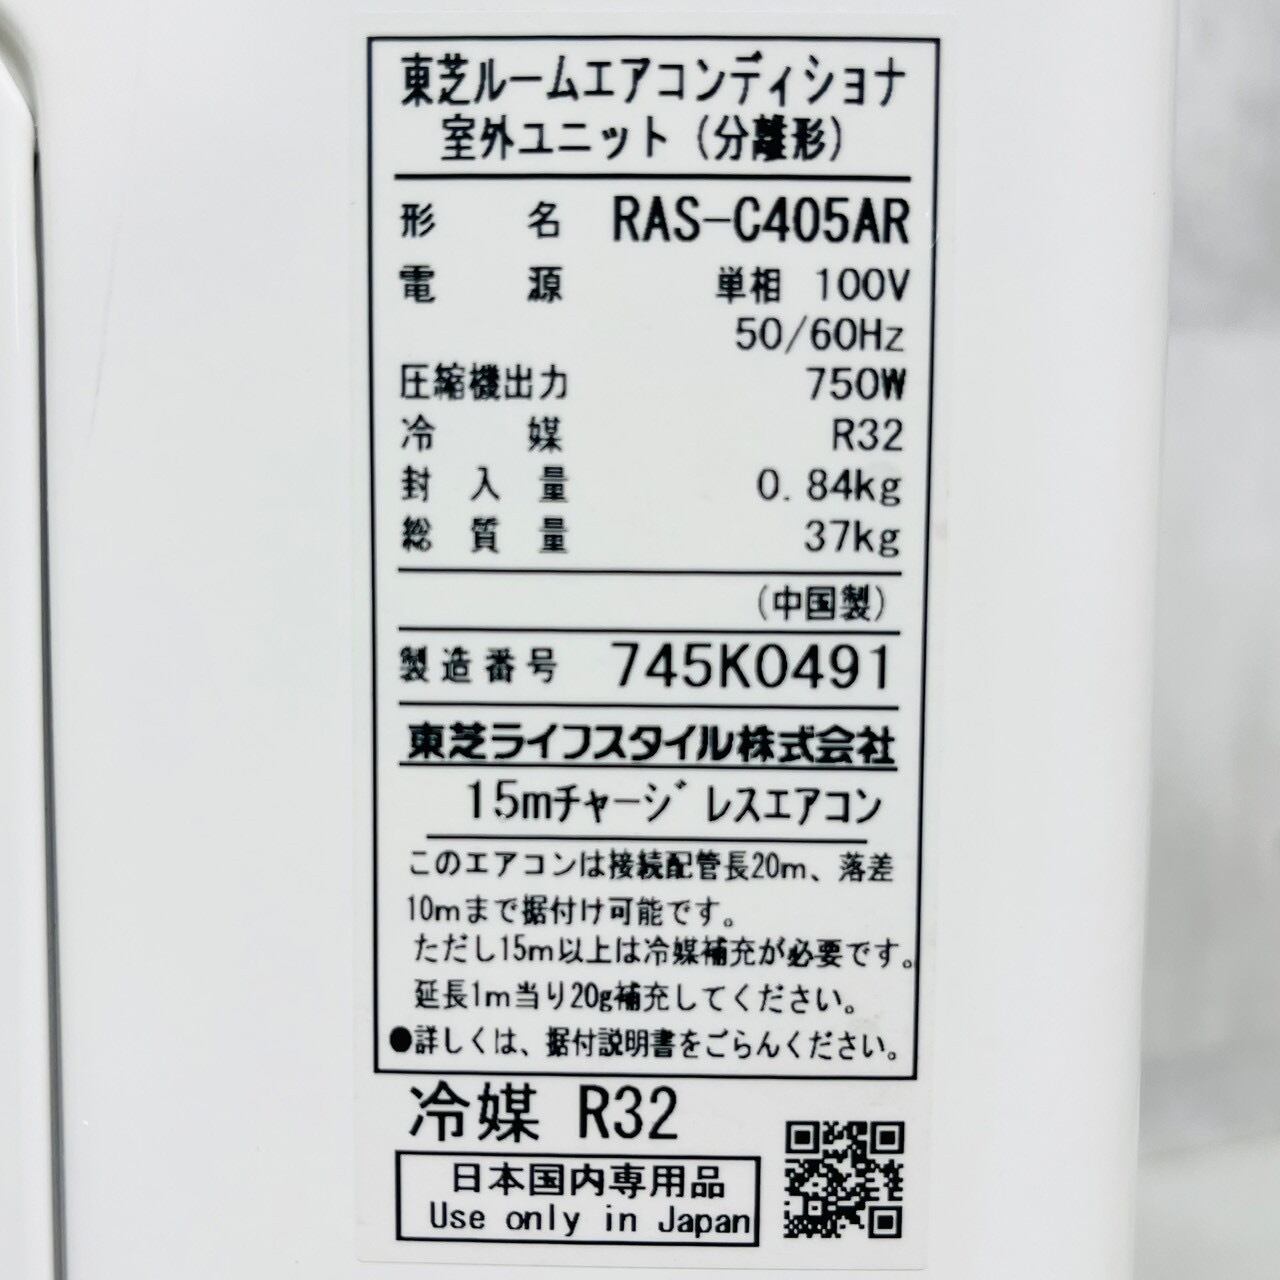 東芝ルームエアコンディショナ
室外ユニット（分離形）
形名 RAS-C405AR
電源 単相 100V
50/60Hz
圧縮機出力 750W
冷媒 R32
封入量 0.84kg
総質量 37kg
（中国製）
製造番号 745K0491
東芝ライフスタイル株式会社
15mチャージレスエアコン
このエアコンは接続配管長20m、落差
10mまで据付け可能です。
ただし15m以上は冷媒補充が必要です。
延長1m当り20g補充してください。
●詳しくは、据付説明書をごらんください。
冷媒 R32
日本国内専用品
Use only in Japan